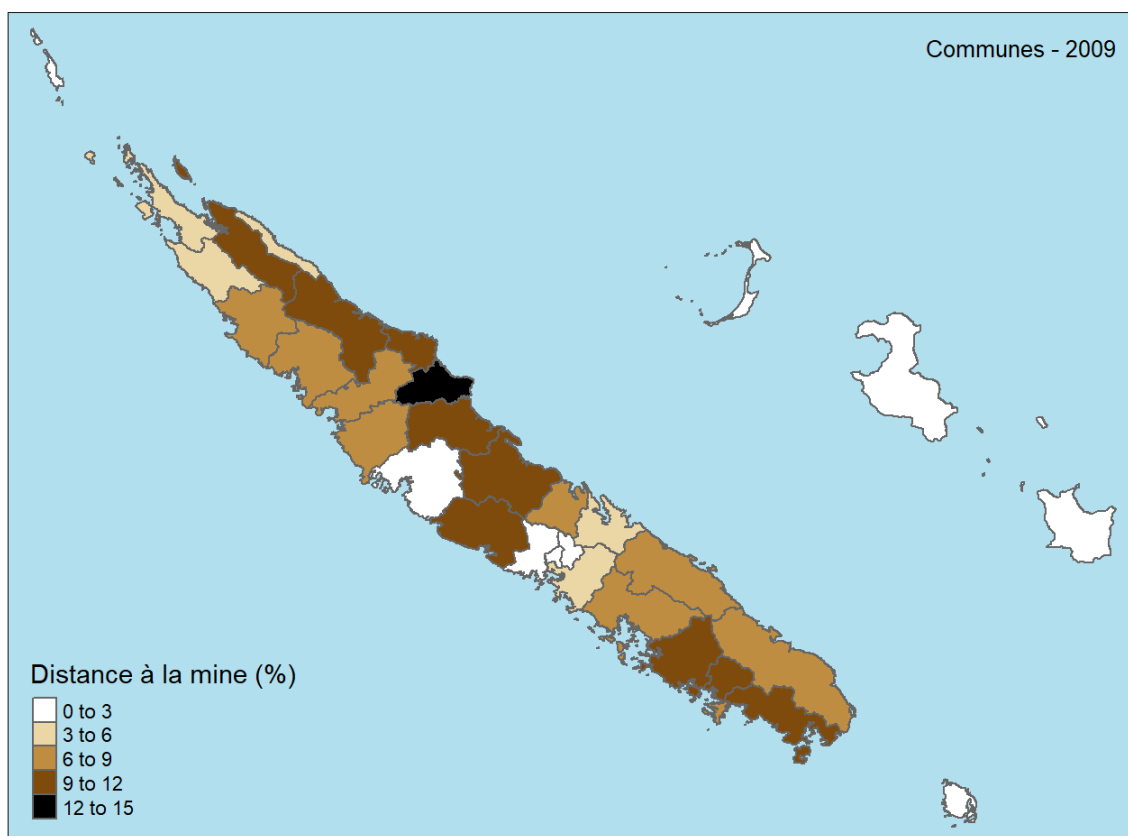 Communes - 2009
Distance à la mine (%)
0 to 3
3 to 6
6 to 9
9 to 12
12 to 15